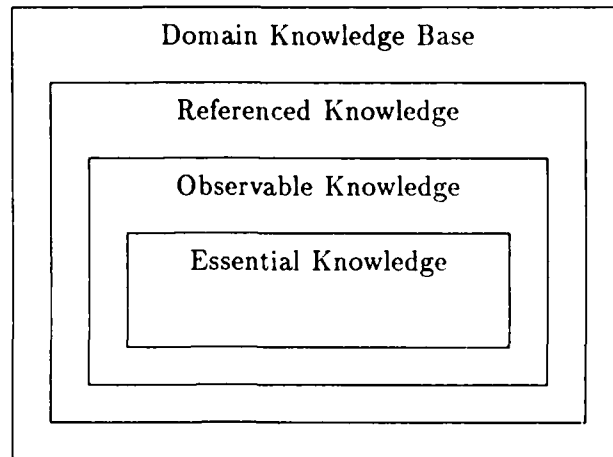 Domain Knowledge Base
Referenced Knowledge
Observable Knowledge
Essential Knowledge